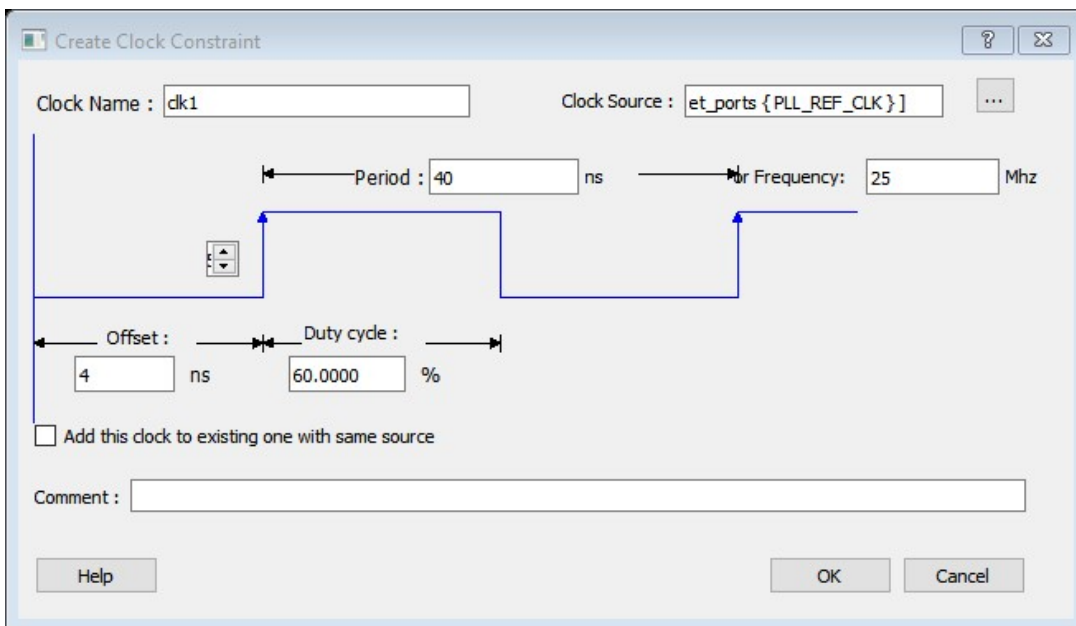 Create Clock Constraint
Clock Name : clk1 Clock Source : et_ports { PLL_REF_CLK } ] ...
Period : 40 ns or Frequency: 25 Mhz
Offset : Duty cycle :
4 ns 60.0000 %
Add this clock to existing one with same source
Comment :
Help OK Cancel